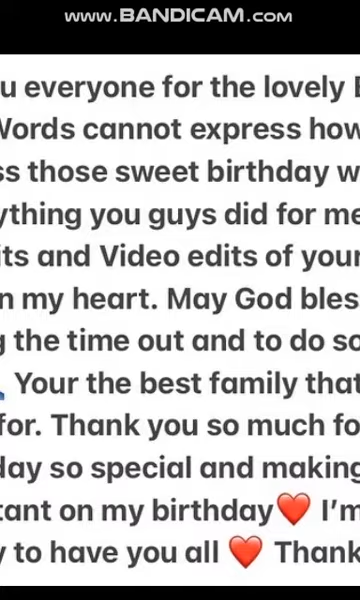 www.BANDICAM.com
u everyone for the lovely
Words cannot express how
ss those sweet birthday w
ything you guys did for me
its and Video edits of your
n my heart. May God bles
g the time out and to do so
Your the best family that
for. Thank you so much fo
day so special and making
tant on my birthday❤️ I'm
y to have you all ❤️ Thank